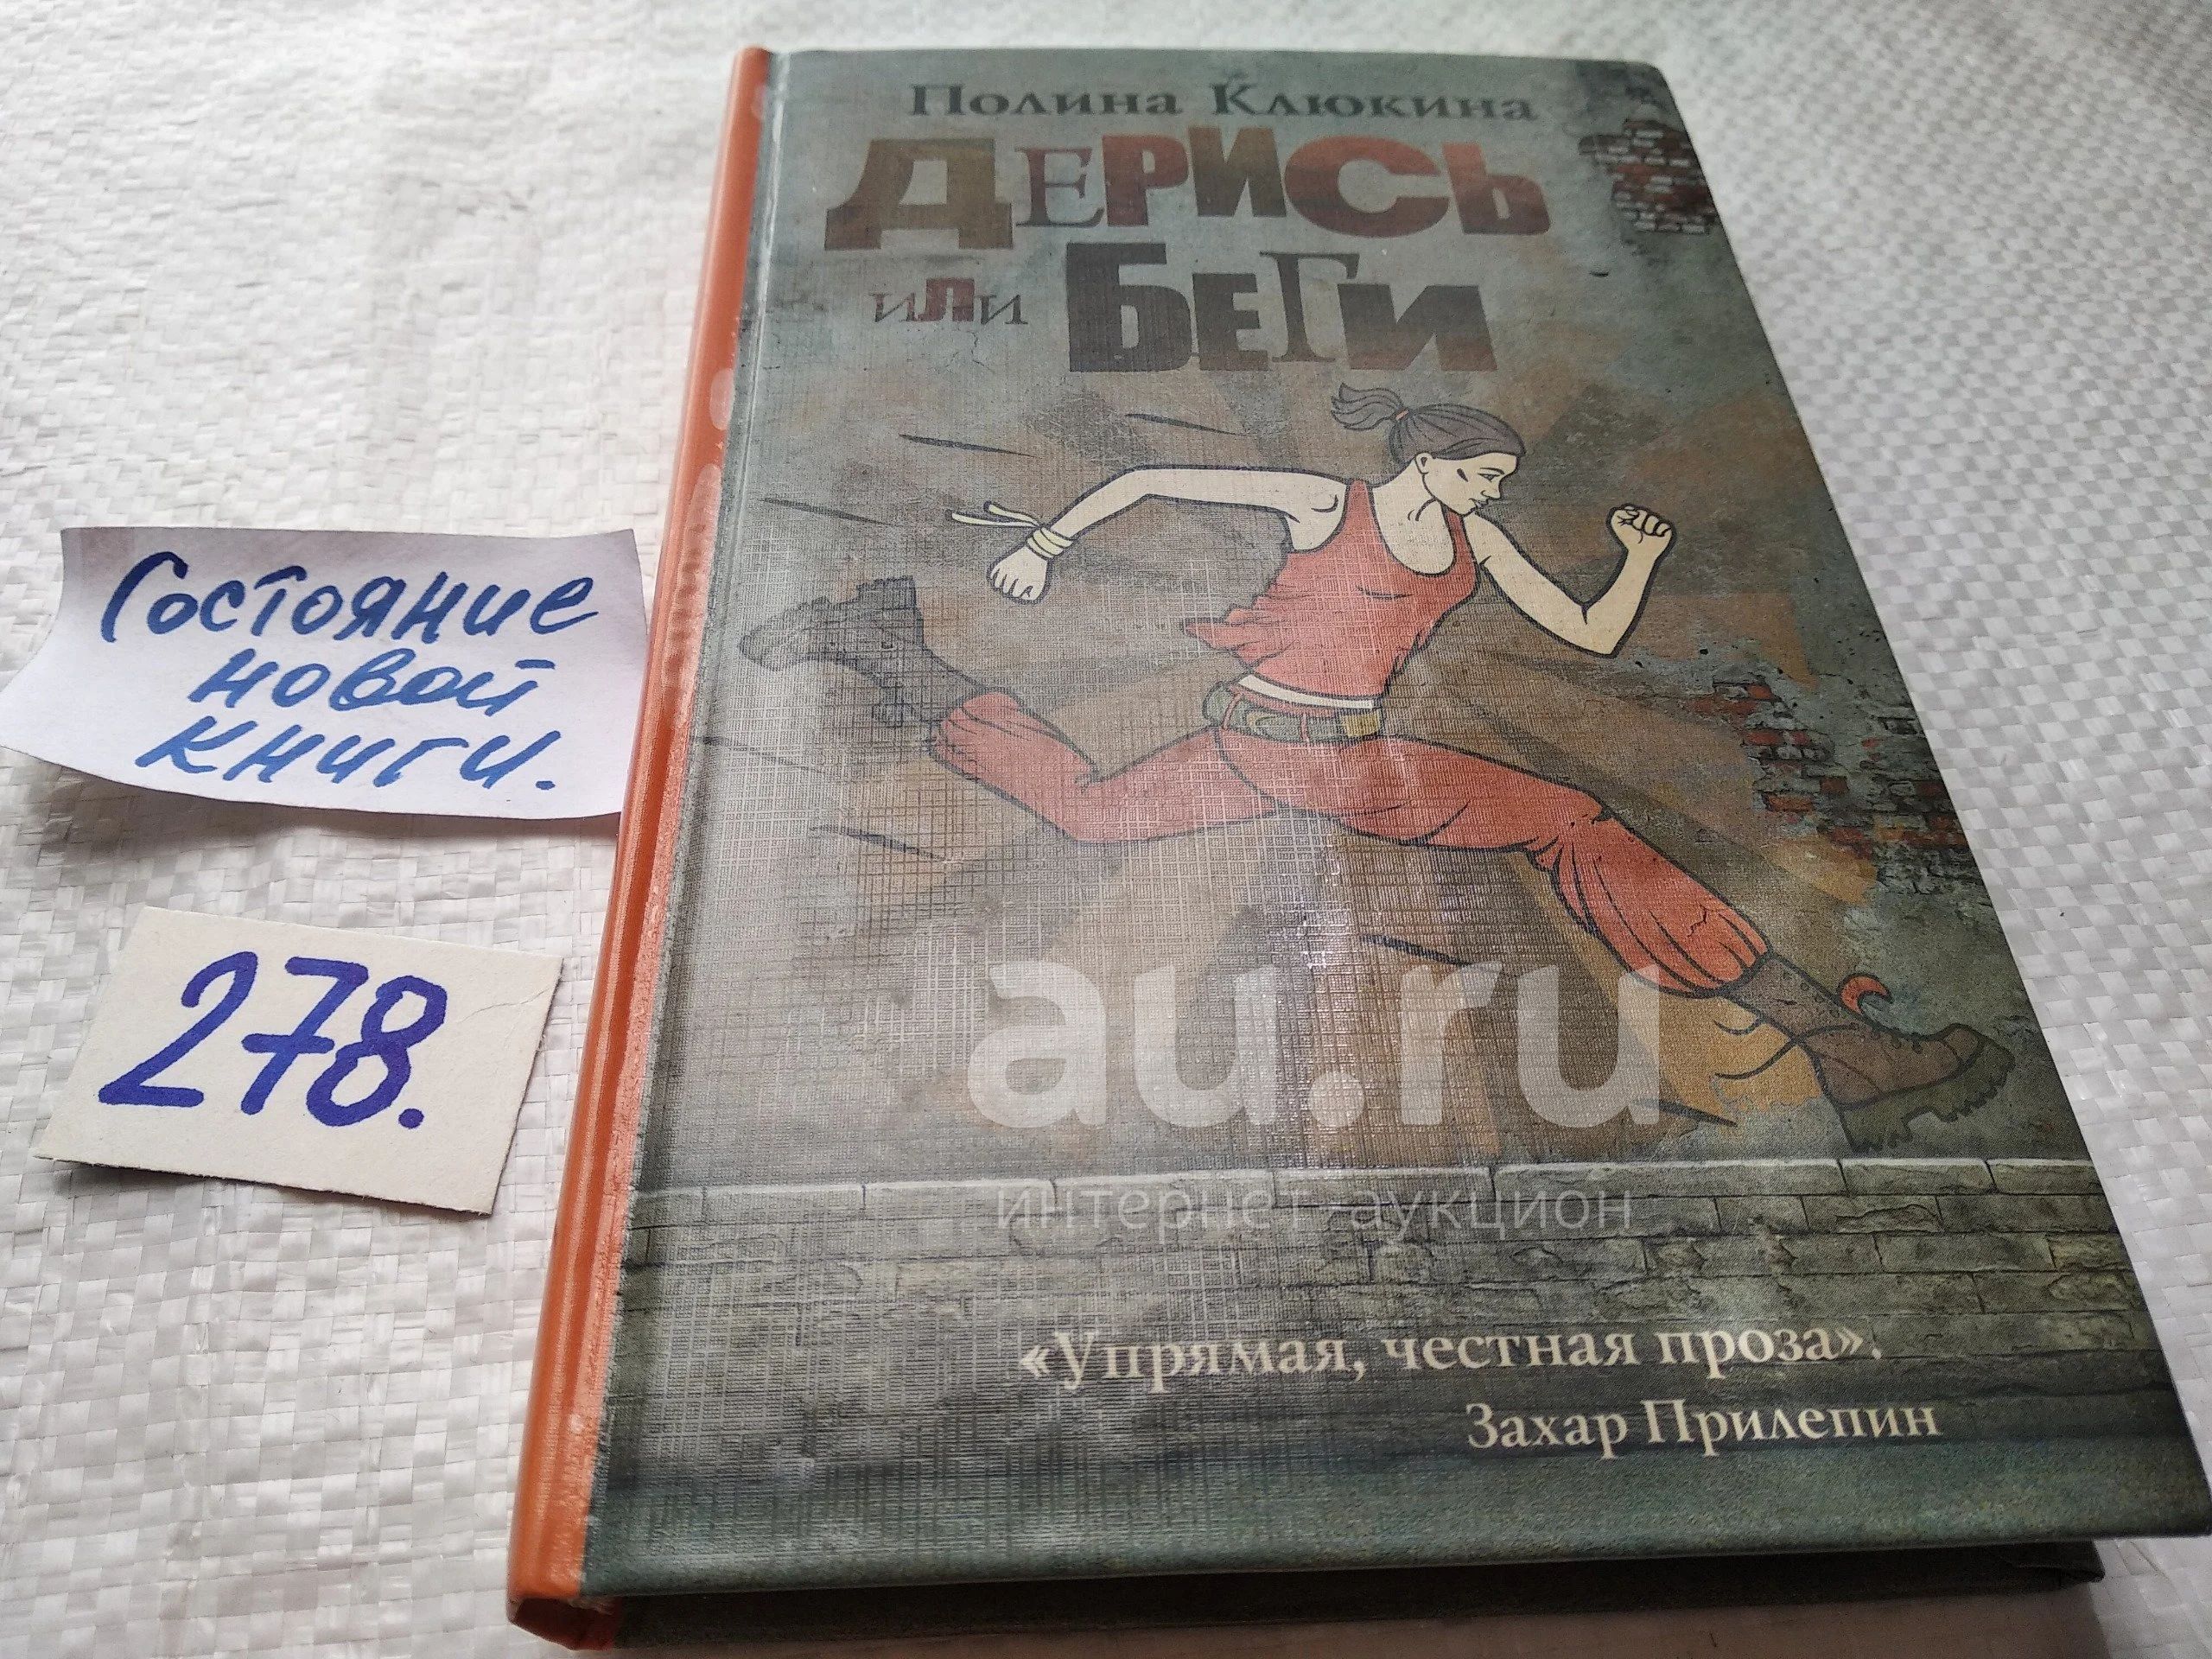 Полина Клюкина
Дерись
или Беги
Состояние
новой
книги.
278.
au.ru
интернет-аукцион
«Упрямая, честная проза».
Захар Прилепин